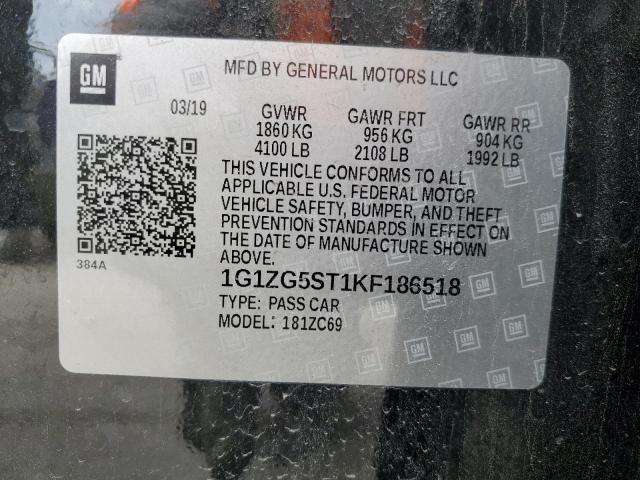 GM
MFD BY GENERAL MOTORS LLC
03/19
GVWR
1860 KG
4100 LB
GAWR FRT
956 KG
2108 LB
GAWR RR
904 KG
1992 LB
THIS VEHICLE CONFORMS TO ALL
APPLICABLE U.S. FEDERAL MOTOR
VEHICLE SAFETY, BUMPER, AND THEFT
PREVENTION STANDARDS IN EFFECT ON
THE DATE OF MANUFACTURE SHOWN
ABOVE.
384A
1G1ZG5ST1KF186518
TYPE: PASS CAR
MODEL: 181ZC69